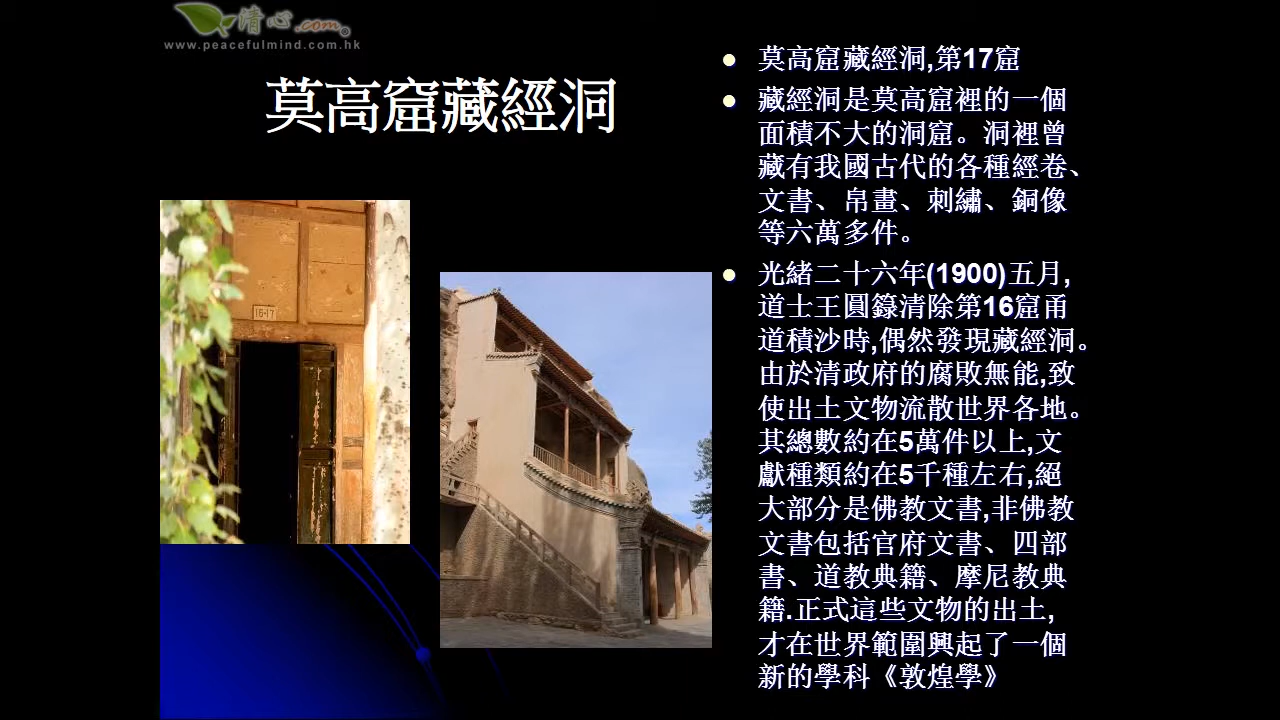 清心.com
www.peacefulmind.com.hk
莫高窟藏經洞
16-17
莫高窟藏經洞,第17窟
藏經洞是莫高窟裡的一個
面積不大的洞窟。洞裡曾
藏有我國古代的各種經卷、
文書、帛畫、刺繡、銅像
等六萬多件。
光緒二十六年(1900)五月,
道士王圓籙清除第16窟甬
道積沙時,偶然發現藏經洞。
由於清政府的腐敗無能,致
使出土文物流散世界各地。
其總數約在5萬件以上,文
獻種類約在5千種左右,絕
大部分是佛教文書,非佛教
文書包括官府文書、四部
書、道教典籍、摩尼教典
籍.正式這些文物的出土,
才在世界範圍興起了一個
新的學科《敦煌學》